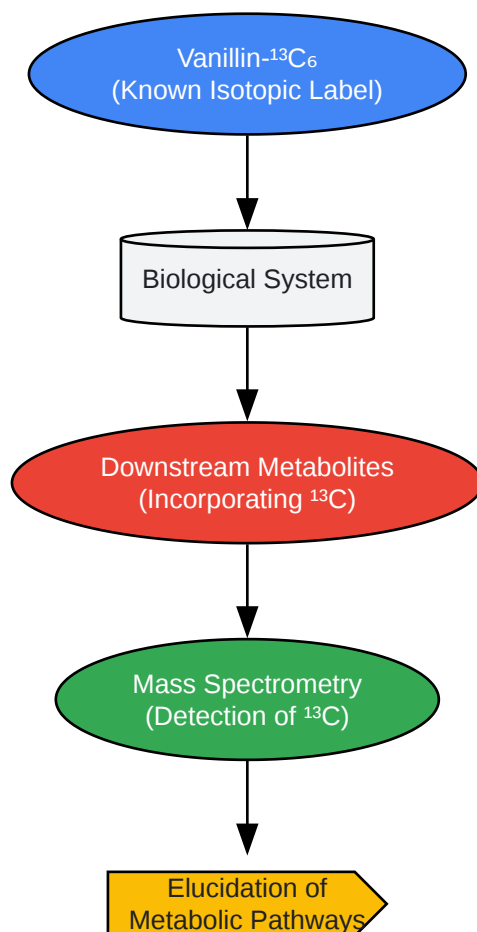 Vanillin-¹³C₆
(Known Isotopic Label)
Biological System
Downstream Metabolites
(Incorporating ¹³C)
Mass Spectrometry
(Detection of ¹³C)
Elucidation of
Metabolic Pathways